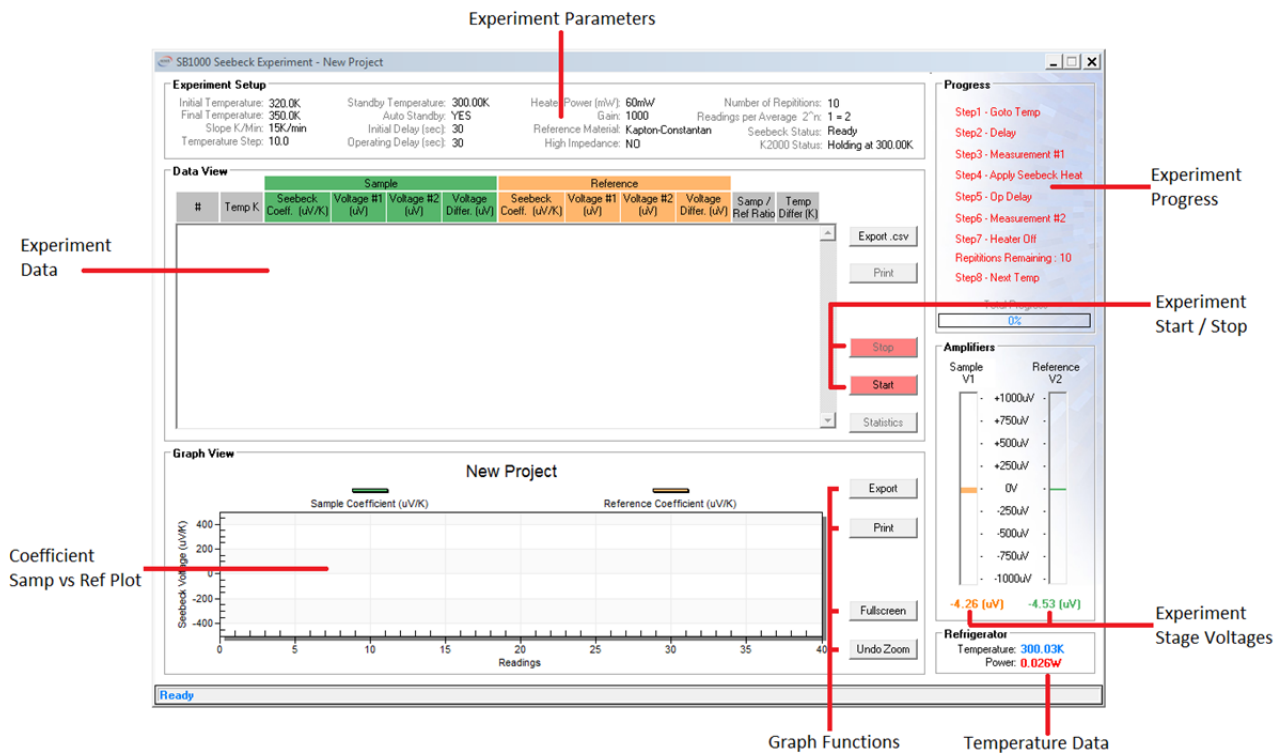 Experiment Parameters
SB1000 Seebeck Experiment - New Project
Experiment Setup
Initial Temperature: 320.0K
Final Temperature: 350.0K
Slope K/Min: 15K/min
Temperature Step: 10.0
Standby Temperature: 300.00K
Auto Standby: YES
Initial Delay (sec): 30
Operating Delay (sec): 30
Heater Power (mW): 60mW
Gain: 1000
Reference Material: Kapton-Constantan
High Impedance: NO
Number of Repititions: 10
Readings per Average 2^n: 1 = 2
Seebeck Status: Ready
K2000 Status: Holding at 300.00K
Progress
Step1 - Goto Temp
Step2 - Delay
Step3 - Measurement #1
Step4 - Apply Seebeck Heat
Step5 - Op Delay
Step6 - Measurement #2
Step7 - Heater Off
Repititions Remaining : 10
Step8 - Next Temp
Total Progress
0%
Experiment
Progress
Data View
Sample
Reference
#
Temp K
Seebeck
Coeff. (uV/K)
Voltage #1
(uV)
Voltage #2
(uV)
Voltage
Differ. (uV)
Seebeck
Coeff. (uV/K)
Voltage #1
(uV)
Voltage #2
(uV)
Voltage
Differ. (uV)
Samp /
Ref Ratio
Temp
Differ (K)
Export .csv
Print
Stop
Start
Statistics
Experiment
Data
Experiment
Start / Stop
Amplifiers
Sample
V1
Reference
V2
+1000uV
+750uV
+500uV
+250uV
0V
-250uV
-500uV
-750uV
-1000uV
-4.26 (uV)
-4.53 (uV)
Experiment
Stage Voltages
Graph View
New Project
Sample Coefficient (uV/K)
Reference Coefficient (uV/K)
Seebeck Voltage (uV/K)
400
200
0
-200
-400
0
5
10
15
20
25
30
35
40
Readings
Export
Print
Fullscreen
Undo Zoom
Coefficient
Samp vs Ref Plot
Refrigerator
Temperature: 300.03K
Power: 0.026W
Ready
Graph Functions
Temperature Data